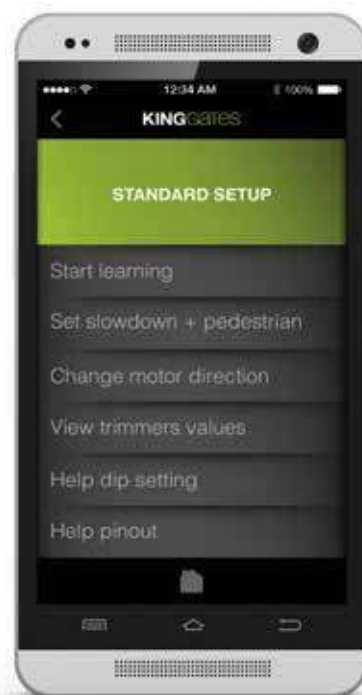 12:34 AM 100%
KINGGates
STANDARD SETUP
Start learning
Set slowdown + pedestrian
Change motor direction
View trimmers values
Help dip setting
Help pinout